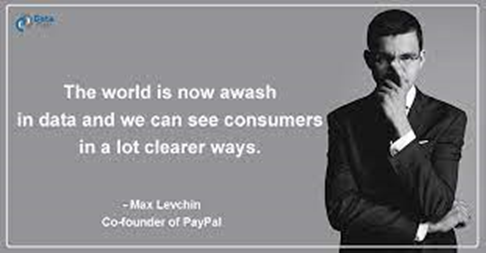 Data
The world is now awash
in data and we can see consumers
in a lot clearer ways.
- Max Levchin
Co-founder of PayPal